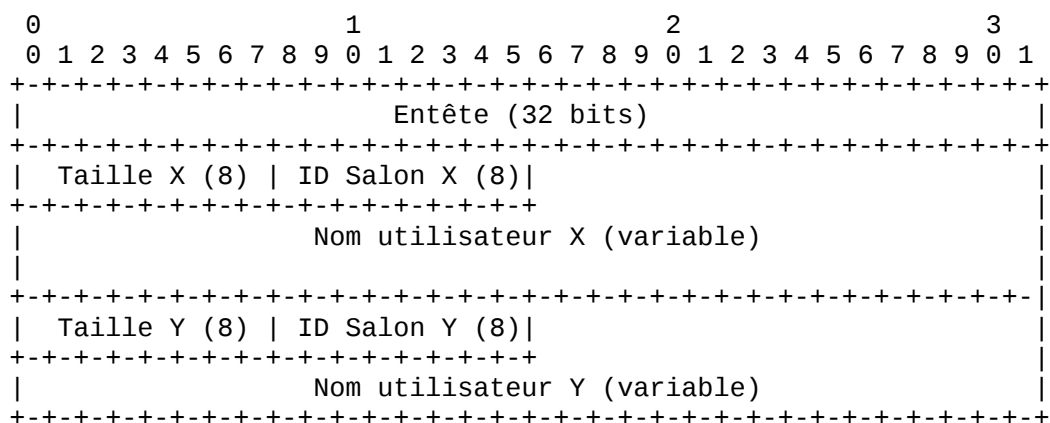 0                   1                   2                   3
 0 1 2 3 4 5 6 7 8 9 0 1 2 3 4 5 6 7 8 9 0 1 2 3 4 5 6 7 8 9 0 1
+-+-+-+-+-+-+-+-+-+-+-+-+-+-+-+-+-+-+-+-+-+-+-+-+-+-+-+-+-+-+-+-+
|                       Entête (32 bits)                        |
+-+-+-+-+-+-+-+-+-+-+-+-+-+-+-+-+-+-+-+-+-+-+-+-+-+-+-+-+-+-+-+-+
|  Taille X (8) | ID Salon X (8)|                               |
+-+-+-+-+-+-+-+-+-+-+-+-+-+-+-+-+                               |
|                  Nom utilisateur X (variable)                 |
|                                                               |
+-+-+-+-+-+-+-+-+-+-+-+-+-+-+-+-+-+-+-+-+-+-+-+-+-+-+-+-+-+-+-+-|
|  Taille Y (8) | ID Salon Y (8)|                               |
+-+-+-+-+-+-+-+-+-+-+-+-+-+-+-+-+                               |
|                  Nom utilisateur Y (variable)                 |
+-+-+-+-+-+-+-+-+-+-+-+-+-+-+-+-+-+-+-+-+-+-+-+-+-+-+-+-+-+-+-+-+